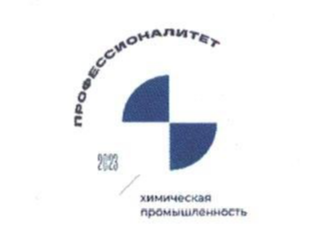 ПРОФЕССИОНАЛИТЕТ
2023
химическая
промышленность